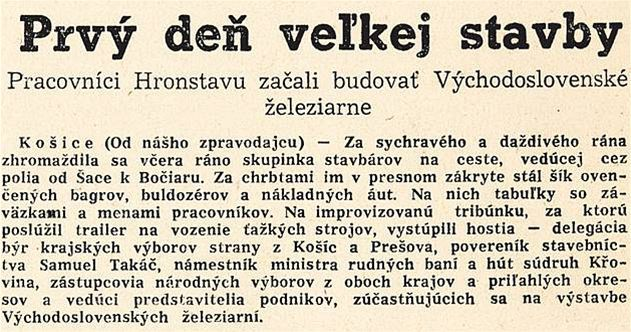 Prvý deň veľkej stavby
Pracovníci Hronstavu začali budovať Východoslovenské
železiarne
Košice (Od nášho zpravodajcu) — Za sychravého a daždivého rána
zhromaždila sa včera ráno skupinka stavbárov na ceste, vedúcej cez
polia od Šace k Bočiaru. Za chrbtami im v presnom zákryte stál šík oven-
čených bagrov, buldozérov a nákladných áut. Na nich tabuľky so zá-
väzkami a menami pracovníkov. Na improvizovanú tribúnku, za ktorú
poslúžil trailer na vozenie ťažkých strojov, vystúpili hostia — delegácia
býr krajských výborov strany z Košíc a Prešova, povereník stavebníc-
tva Samuel Takáč, námestník ministra rudných baní a hút súdruh Křo-
vina, zástupcovia národných výborov z oboch krajov a priľahlých okre-
sov a vedúci predstavitelia podnikov, zúčastňujúcich sa na výstavbe
Východoslovenských železiarní.